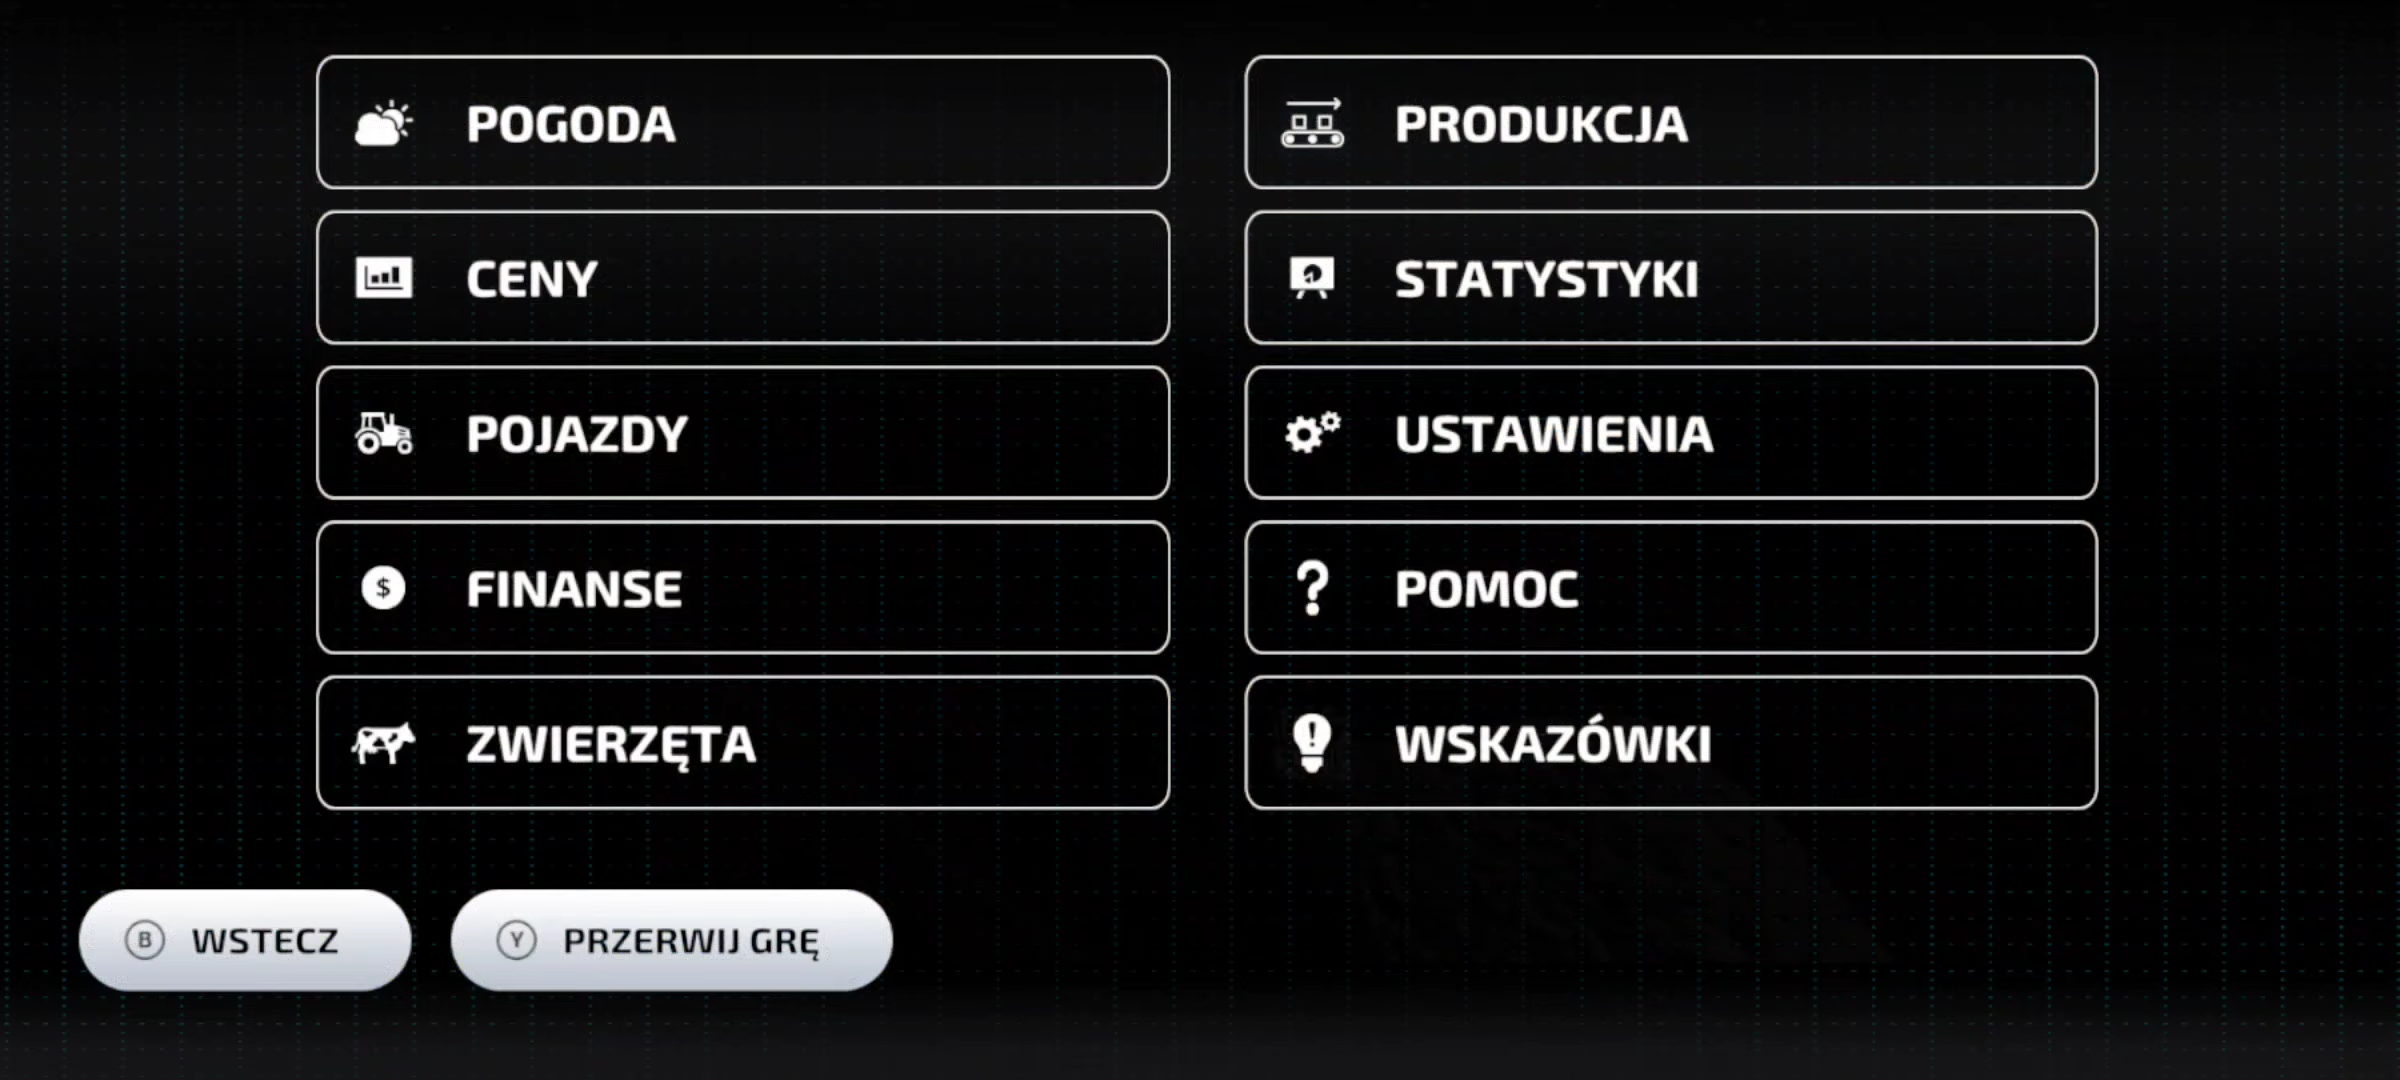 POGODA
CENY
POJAZDY
FINANSE
ZWIERZĘTA
PRODUKCJA
STATYSTYKI
USTAWIENIA
POMOC
WSKAZÓWKI
B WSTECZ
Y PRZERWIJ GRĘ